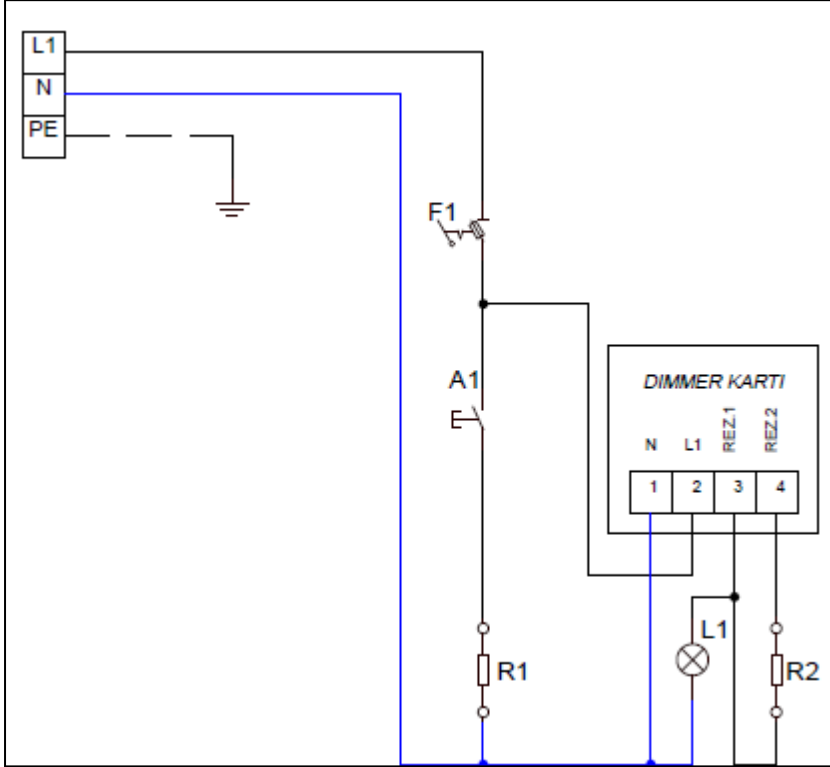 L1
N
PE
F1
A1
DIMMER KARTI
N L1 REZ.1 REZ.2
1 2 3 4
L1
R1
R2